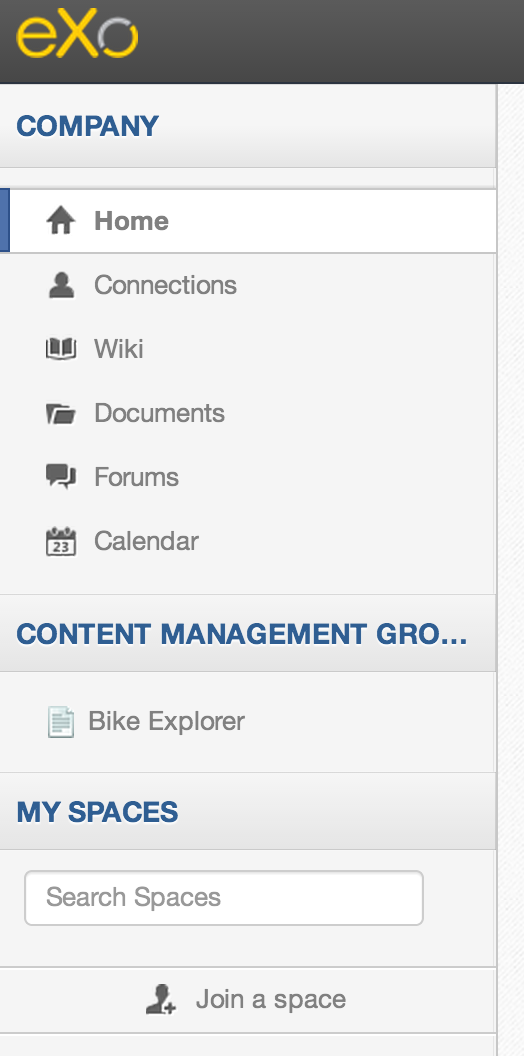 eXo
COMPANY
Home
Connections
Wiki
Documents
Forums
23
Calendar
CONTENT MANAGEMENT GRO...
Bike Explorer
MY SPACES
Search Spaces
Join a space